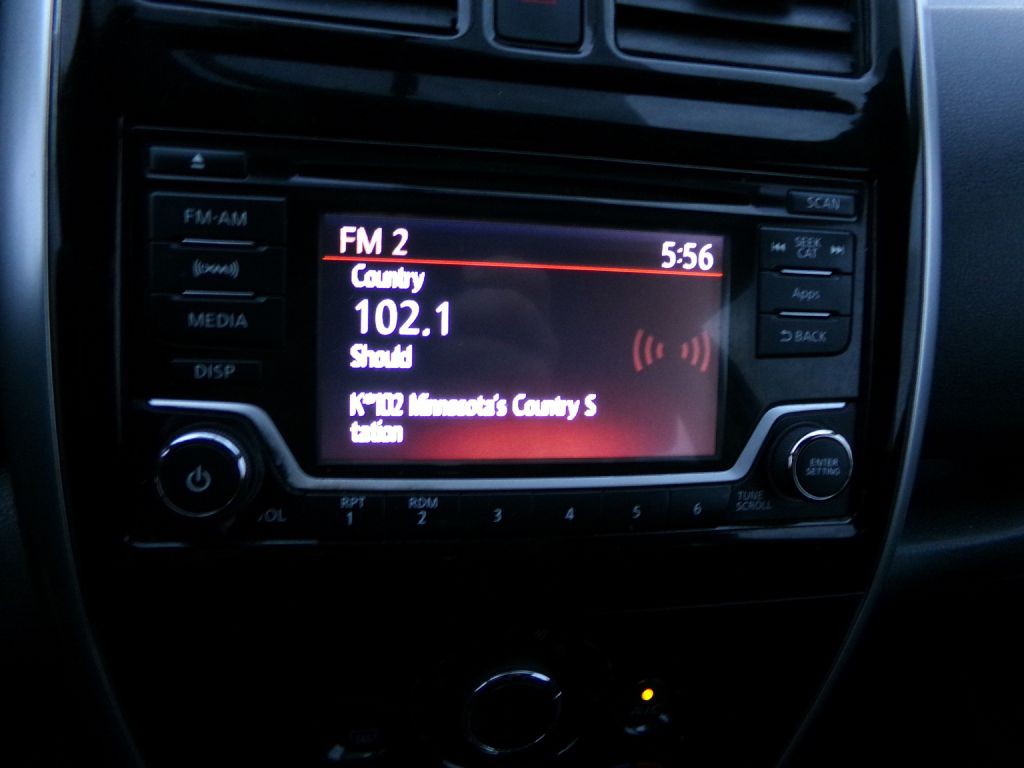 FM-AM
MEDIA
DISP
FM 2
5:56
Country
102.1
Should
K*102 Minnesota's Country S
tation
SCAN
SEEK
CAT
Apps
BACK
ENTER
SETTING
TUNE
SCROLL
RPT
1
RDM
2
3
4
5
6